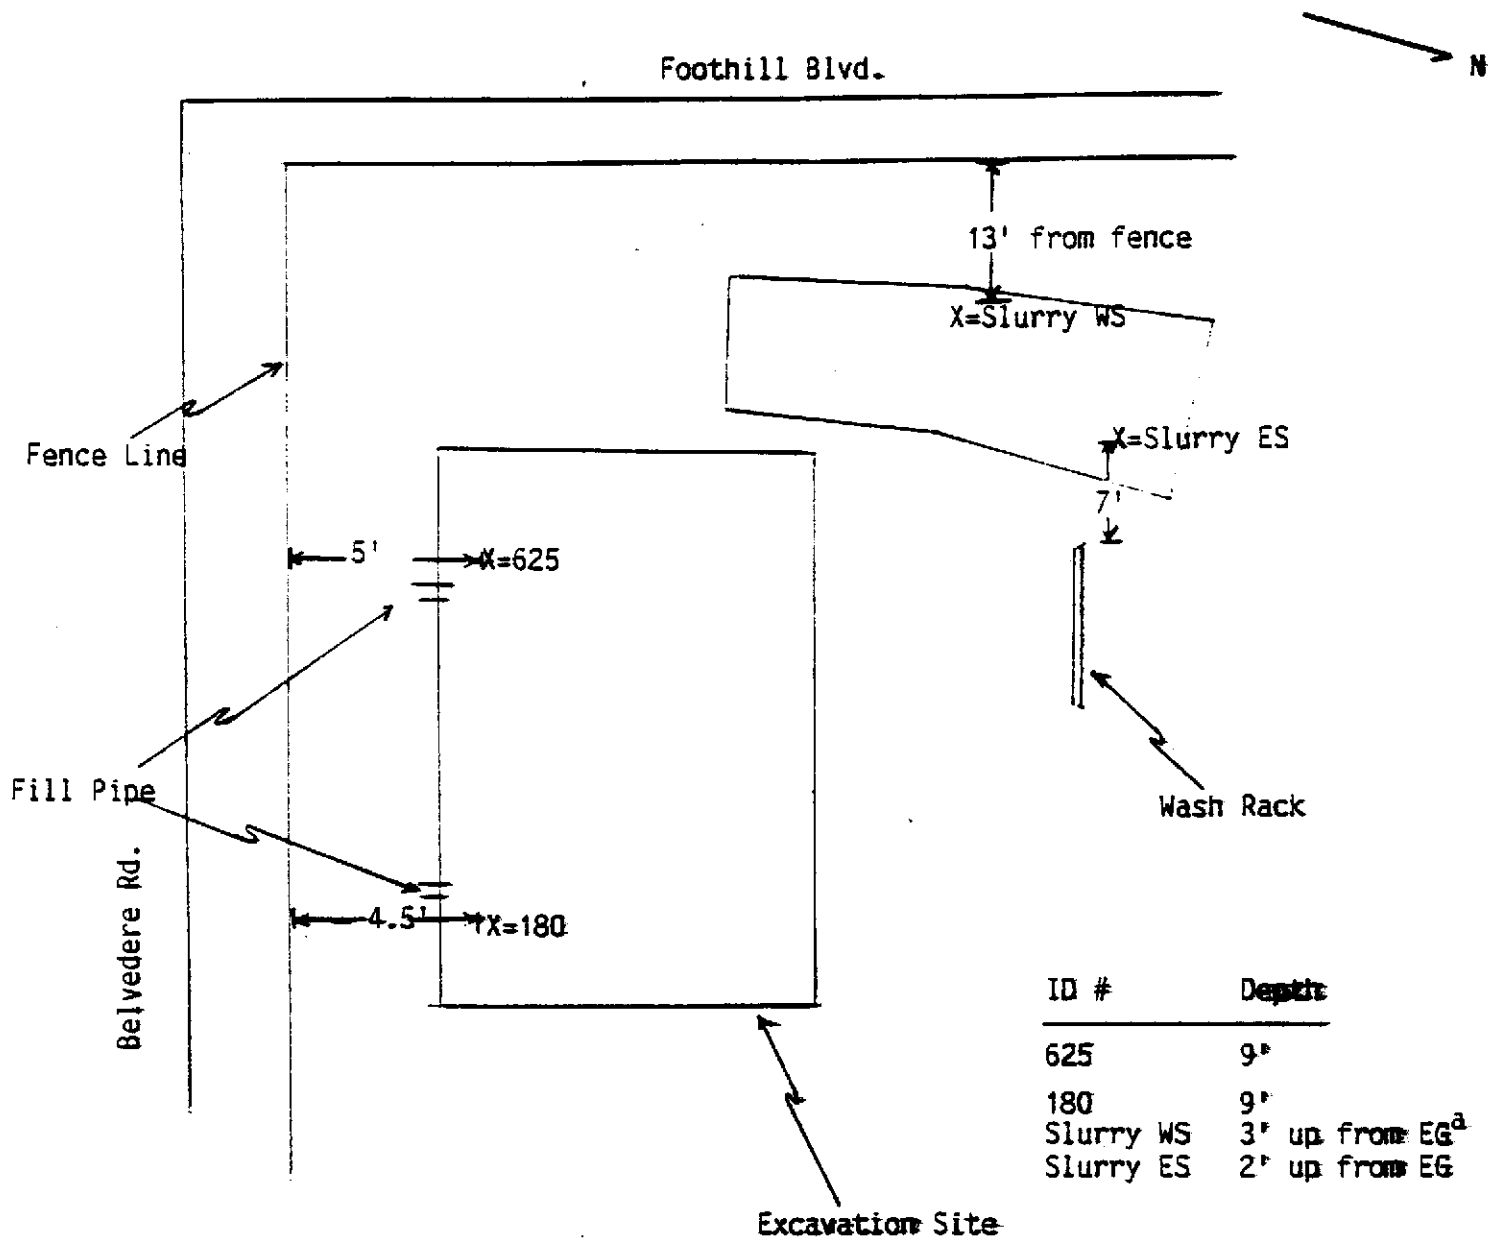 N
Foothill Blvd.
13' from fence
X=Slurry WS
X=Slurry ES
Fence Line
7'
5'
X=625
Fill Pipe
Wash Rack
Belvedere Rd.
4.5'
X=180
ID # Depth
625 9'
180 9'
Slurry WS 3' up from EGa
Slurry ES 2' up from EG
Excavation Site